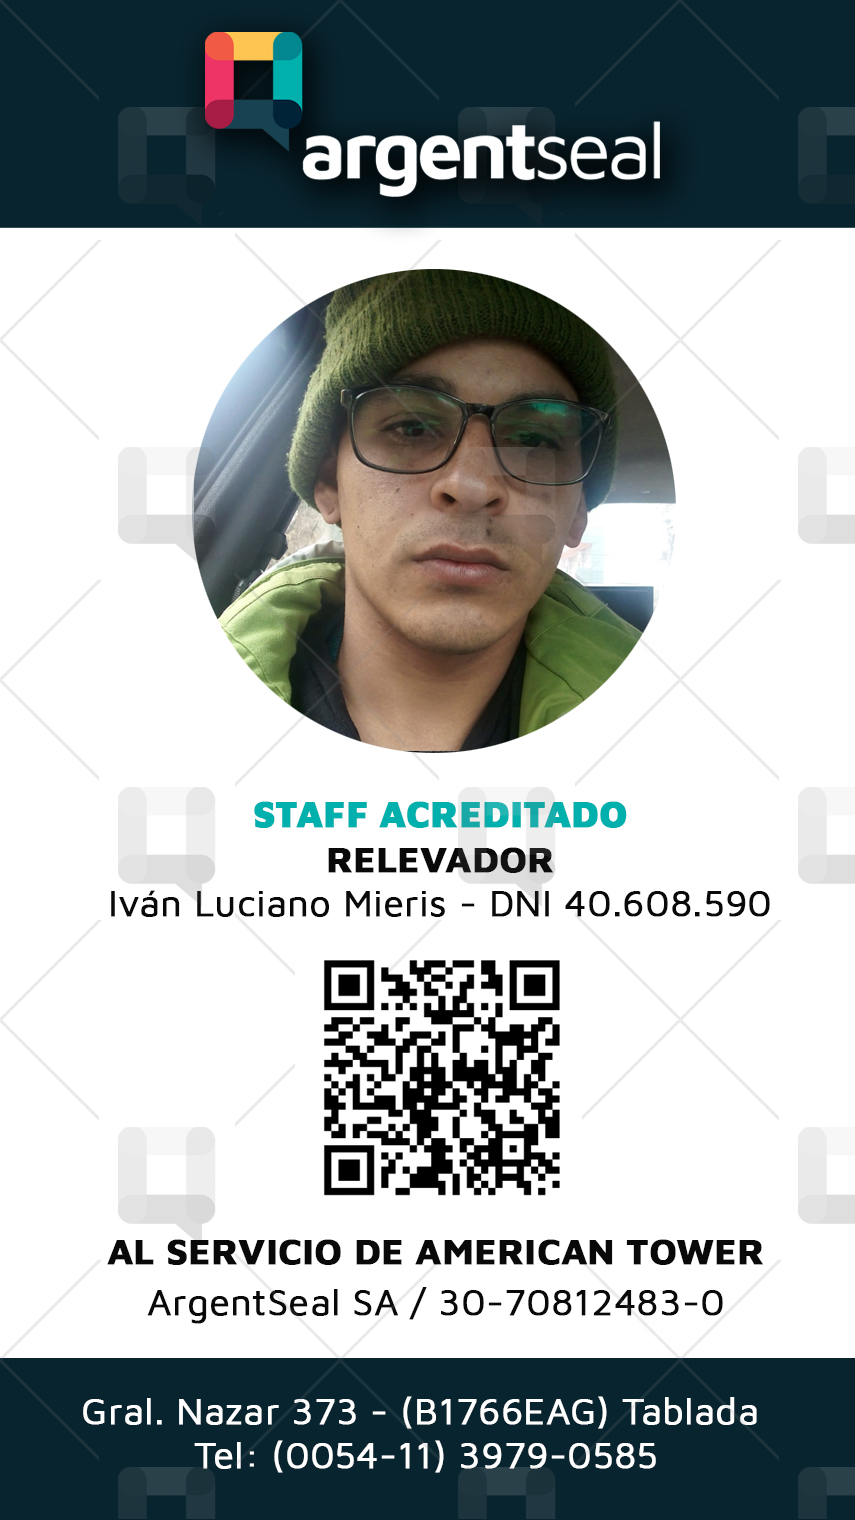 argentseal
STAFF ACREDITADO
RELEVADOR
Iván Luciano Mieris - DNI 40.608.590
AL SERVICIO DE AMERICAN TOWER
ArgentSeal SA / 30-70812483-0
Gral. Nazar 373 - (B1766EAG) Tablada
Tel: (0054-11) 3979-0585